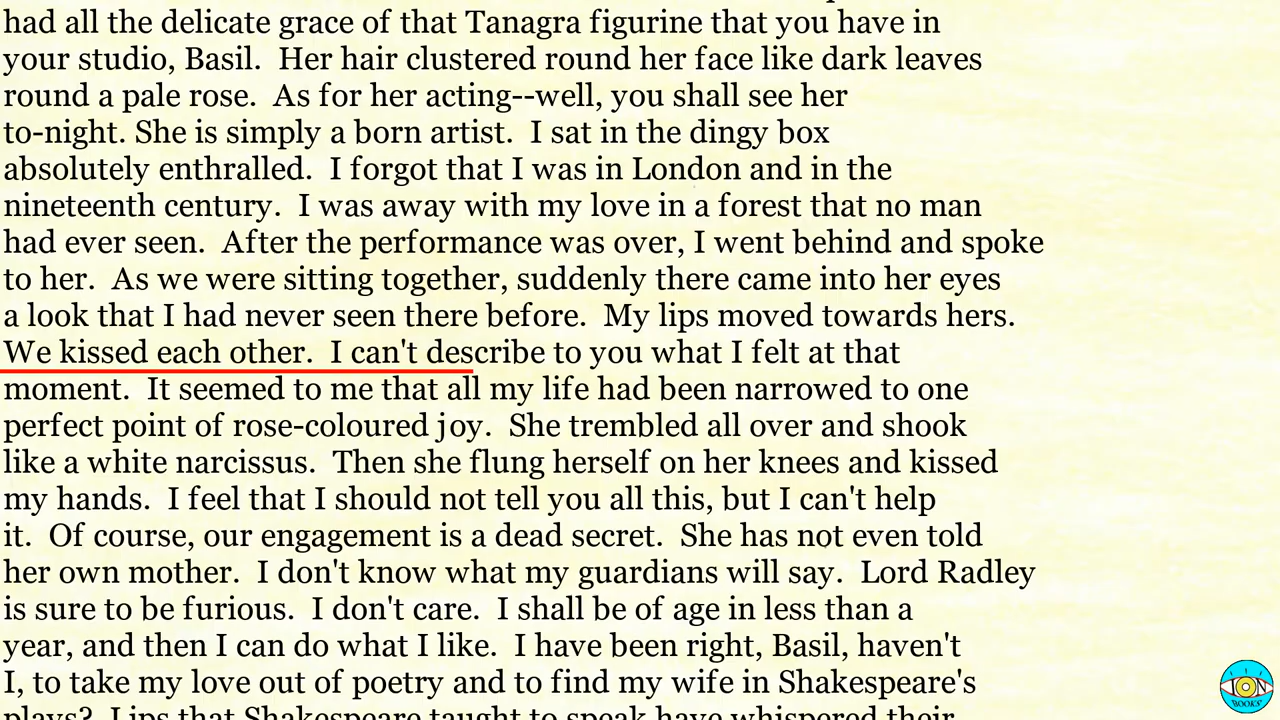 had all the delicate grace of that Tanagra figurine that you have in
your studio, Basil.  Her hair clustered round her face like dark leaves
round a pale rose.  As for her acting--well, you shall see her
to-night. She is simply a born artist.  I sat in the dingy box
absolutely enthralled.  I forgot that I was in London and in the
nineteenth century.  I was away with my love in a forest that no man
had ever seen.  After the performance was over, I went behind and spoke
to her.  As we were sitting together, suddenly there came into her eyes
a look that I had never seen there before.  My lips moved towards hers.
We kissed each other.  I can't describe to you what I felt at that
moment.  It seemed to me that all my life had been narrowed to one
perfect point of rose-coloured joy.  She trembled all over and shook
like a white narcissus.  Then she flung herself on her knees and kissed
my hands.  I feel that I should not tell you all this, but I can't help
it.  Of course, our engagement is a dead secret.  She has not even told
her own mother.  I don't know what my guardians will say.  Lord Radley
is sure to be furious.  I don't care.  I shall be of age in less than a
year, and then I can do what I like.  I have been right, Basil, haven't
I, to take my love out of poetry and to find my wife in Shakespeare's
plays?  Lips that Shakespeare taught to speak have whispered their
ION
BOOKS